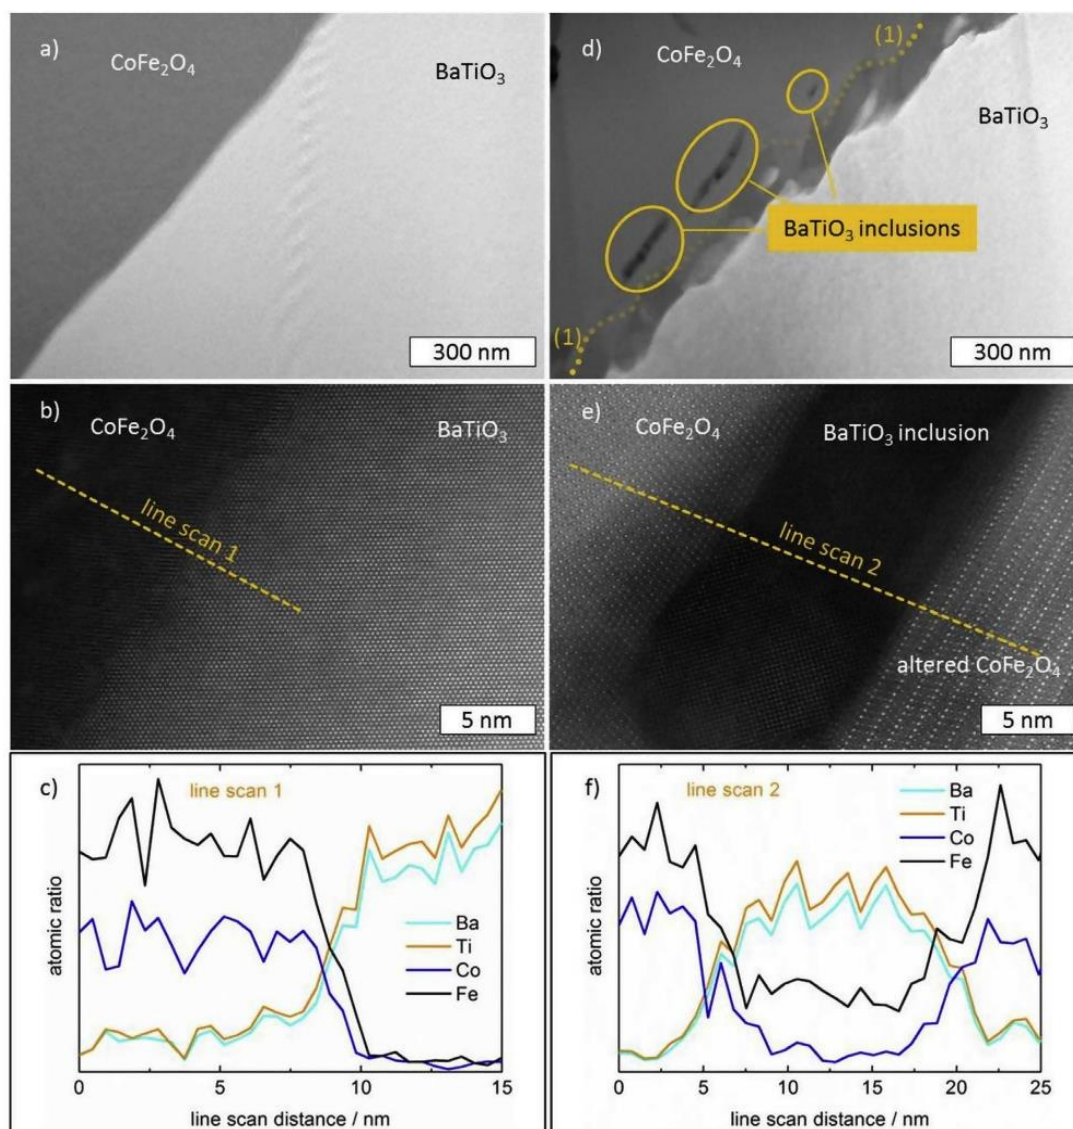 a)
CoFe₂O₄
BaTiO₃
300 nm
d)
CoFe₂O₄
(1)
BaTiO₃
BaTiO₃ inclusions
(1)
300 nm
b)
CoFe₂O₄
BaTiO₃
line scan 1
5 nm
e)
CoFe₂O₄
BaTiO₃ inclusion
line scan 2
altered CoFe₂O₄
5 nm
c)
line scan 1
atomic ratio
Ba
Ti
Co
Fe
0
5
10
15
line scan distance / nm
f)
line scan 2
atomic ratio
Ba
Ti
Co
Fe
0
5
10
15
20
25
line scan distance / nm